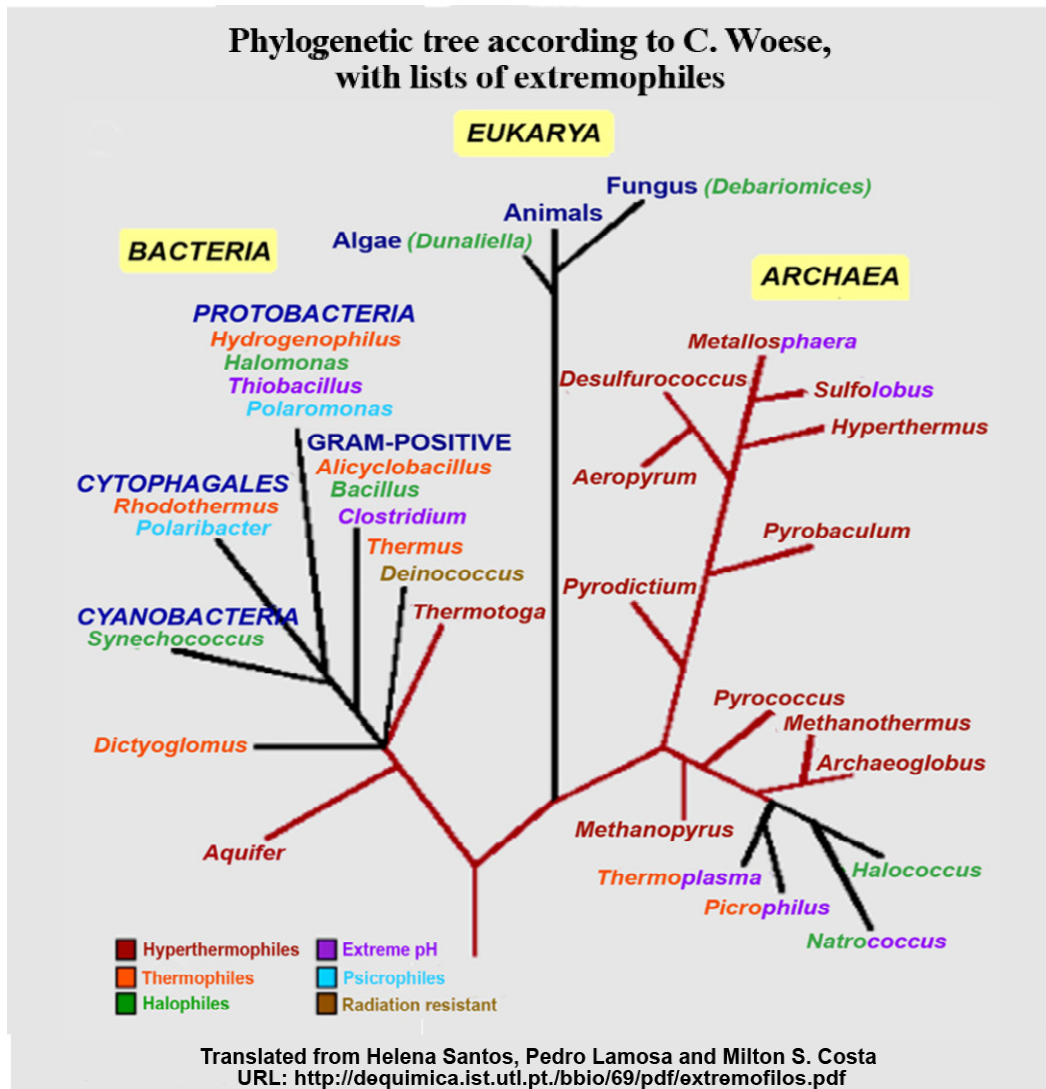 Phylogenetic tree according to C. Woese,
with lists of extremophiles
EUKARYA
Fungus (Debariomices)
Animals
Algae (Dunaliella)
BACTERIA
PROTOBACTERIA
Hydrogenophilus
Halomonas
Thiobacillus
Polaromonas
GRAM-POSITIVE
Alicyclobacillus
Bacillus
Clostridium
CYTOPHAGALES
Rhodothermus
Polaribacter
Thermus
Deinococcus
CYANOBACTERIA
Synechococcus
Thermotoga
Dictyoglomus
Aquifer
ARCHAEA
Metallosphaera
Desulfurococcus
Sulfolobus
Hyperthermus
Aeropyrum
Pyrobaculum
Pyrodictium
Pyrococcus
Methanothermus
Archaeoglobus
Methanopyrus
Thermoplasma
Halococcus
Picrophilus
Natrococcus
Hyperthermophiles
Thermophiles
Halophiles
Extreme pH
Psicrophiles
Radiation resistant
Translated from Helena Santos, Pedro Lamosa and Milton S. Costa
URL: http://dequimica.ist.utl.pt./bbio/69/pdf/extremofilos.pdf